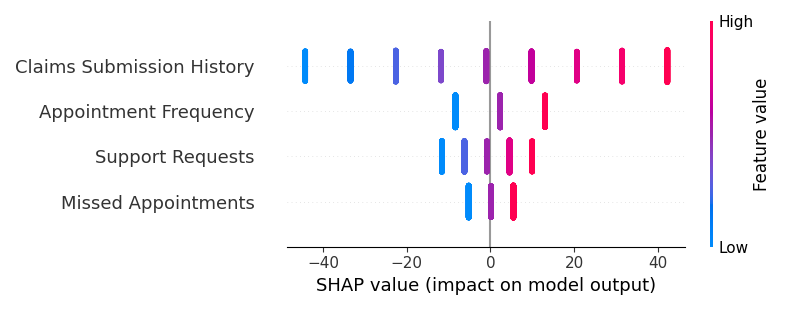 High
Claims Submission History
Appointment Frequency
Support Requests
Missed Appointments
Feature value
Low
−40
−20
0
20
40
SHAP value (impact on model output)